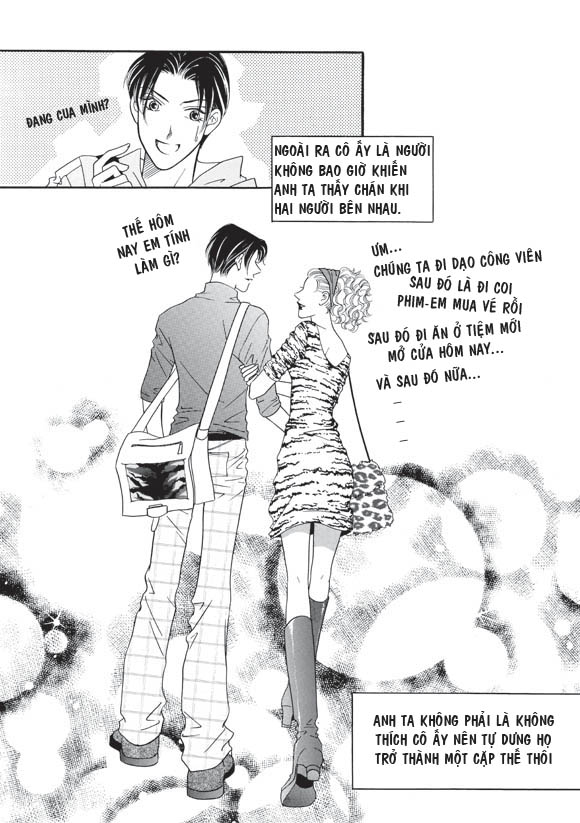 ĐANG CUA MÌNH?
NGOÀI RA CÔ ẤY LÀ NGƯỜI
KHÔNG BAO GIỜ KHIẾN
ANH TA THẤY CHÁN KHI
HAI NGƯỜI BÊN NHAU.
THẾ HÔM
NAY EM TÍNH
LÀM GÌ?
ƯM...
CHÚNG TA ĐI DẠO CÔNG VIÊN
SAU ĐÓ LÀ ĐI COI
PHIM-EM MUA VÉ RỒI
SAU ĐÓ ĐI ĂN Ở TIỆM MỚI
MỞ CỬA HÔM NAY...
VÀ SAU ĐÓ NỮA...
ANH TA KHÔNG PHẢI LÀ KHÔNG
THÍCH CÔ ẤY NÊN TỰ DƯNG HỌ
TRỞ THÀNH MỘT CẶP THẾ THÔI